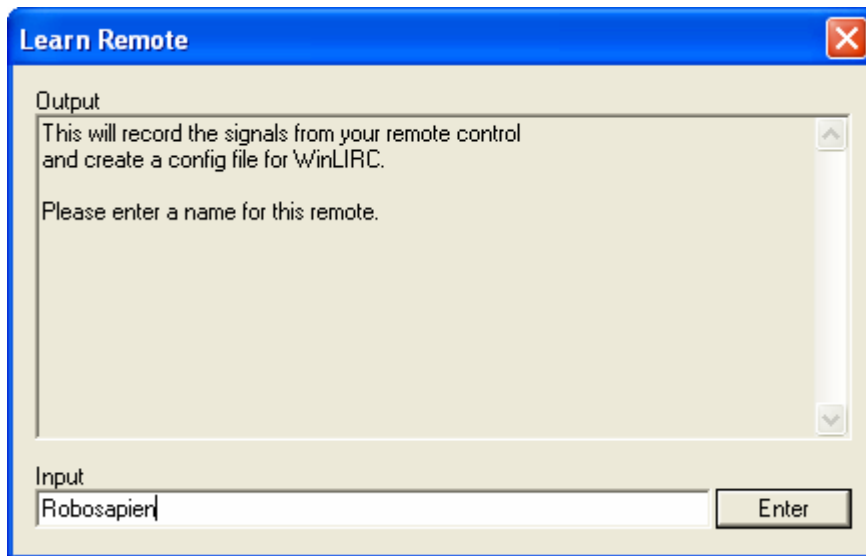 Learn Remote
Output
This will record the signals from your remote control
and create a config file for WinLIRC.
Please enter a name for this remote.
Input
Robosapien
Enter